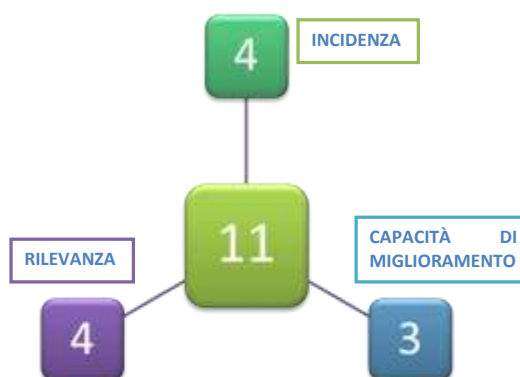 4
INCIDENZA
11
RILEVANZA
CAPACITÀ DI
MIGLIORAMENTO
4
3